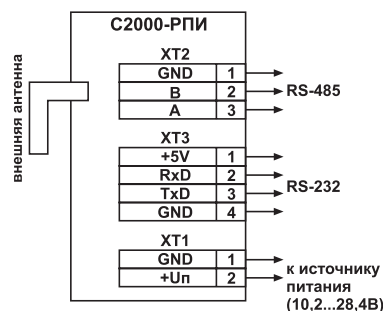 С2000-РПИ
внешняя антенна
XT2
GND 1
B 2
A 3
RS-485
XT3
+5V 1
RxD 2
TxD 3
GND 4
RS-232
XT1
GND 1
+Uп 2
к источнику
питания
(10,2...28,4В)